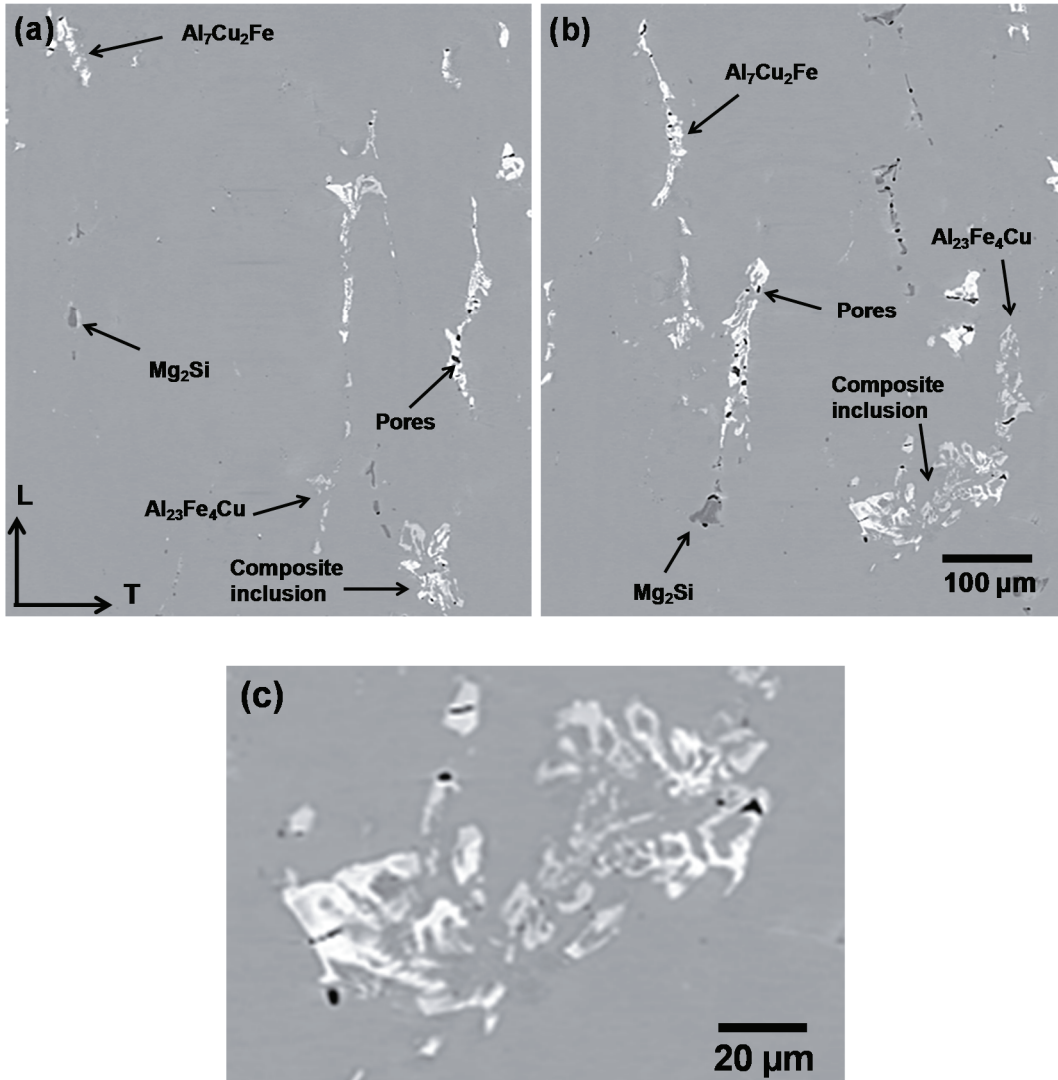 (a)
Al₇Cu₂Fe
Mg₂Si
Pores
Al₂₃Fe₄Cu
L
T
Composite
inclusion
(b)
Al₇Cu₂Fe
Al₂₃Fe₄Cu
Pores
Composite
inclusion
Mg₂Si
100 µm
(c)
20 µm